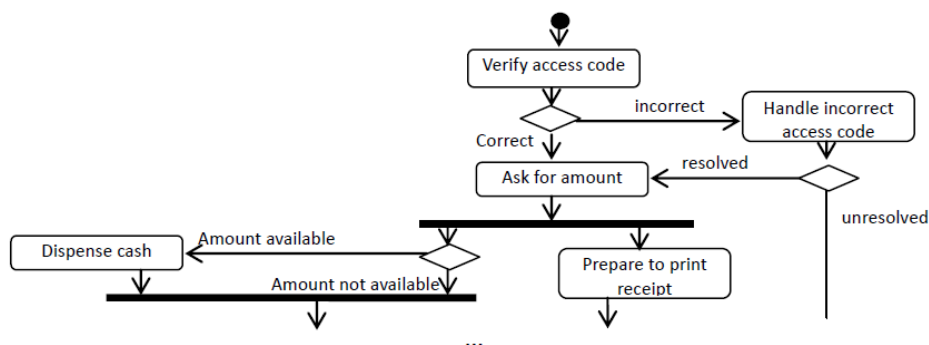 Verify access code
incorrect
Handle incorrect
access code
Correct
resolved
Ask for amount
unresolved
Amount available
Dispense cash
Prepare to print
receipt
Amount not available
...